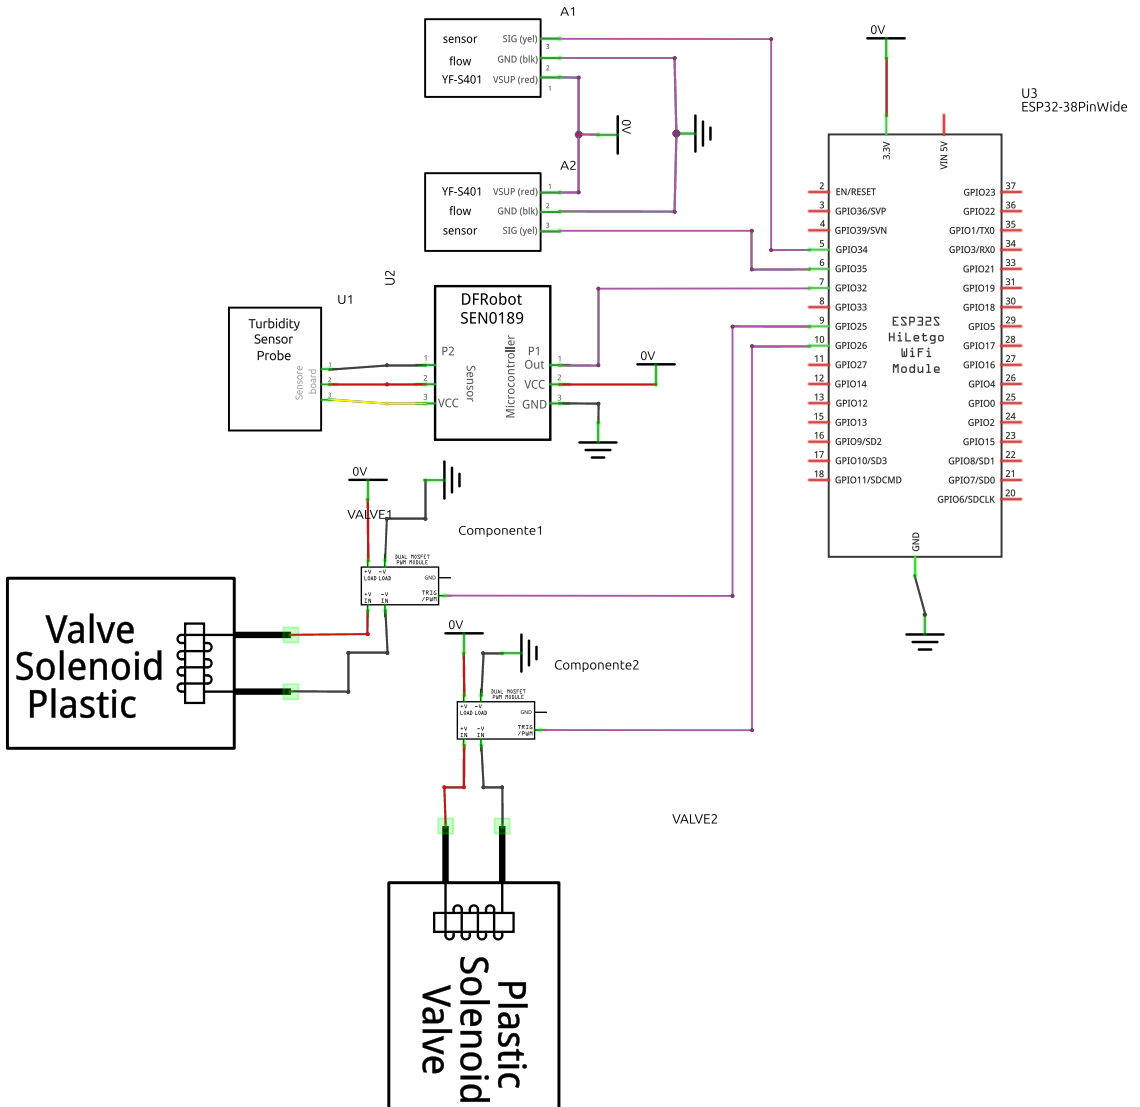 A1
sensor
flow
YF-S401
SIG (yel)
GND (blk)
VSUP (red)
3
2
1
0V
A2
YF-S401
flow
sensor
VSUP (red)
GND (blk)
SIG (yel)
1
2
3
0V
U3
ESP32-38PinWide
3.3V
VIN 5V
2 EN/RESET
3 GPIO36/SVP
4 GPIO39/SVN
5 GPIO34
6 GPIO35
7 GPIO32
8 GPIO33
9 GPIO25
10 GPIO26
11 GPIO27
12 GPIO14
13 GPIO12
15 GPIO13
16 GPIO9/SD2
17 GPIO10/SD3
18 GPIO11/SDCMD
GPIO23 37
GPIO22 36
GPIO1/TX0 35
GPIO3/RX0 34
GPIO21 33
GPIO19 31
GPIO18 30
GPIO5 29
GPIO17 28
GPIO16 27
GPIO4 26
GPIO0 25
GPIO2 24
GPIO15 23
GPIO8/SD1 22
GPIO7/SD0 21
GPIO6/SDCLK 20
ESP32S
HiLetgo
WiFi
Module
GND
U1
Turbidity
Sensor
Probe
Sensore
board
1
2
3
U2
DFRobot
SEN0189
P2
Sensor
VCC
1
2
3
Microcontroller
P1
Out
VCC
GND
1
2
3
0V
0V
VALVE1
Componente1
DUAL MOSFET
PWM MODULE
+V -V
LOAD LOAD
GND
+V -V
IN IN
TRIG
/PWM
Valve
Solenoid
Plastic
0V
Componente2
DUAL MOSFET
PWM MODULE
+V -V
LOAD LOAD
GND
+V -V
IN IN
TRIG
/PWM
VALVE2
Plastic
Solenoid
Valve